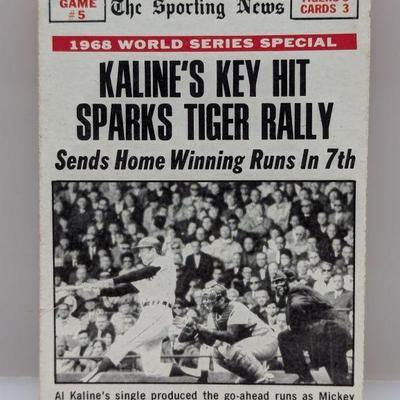 GAME The Sporting News
#5 CARDS 3
1968 WORLD SERIES SPECIAL
KALINE'S KEY HIT
SPARKS TIGER RALLY
Sends Home Winning Runs In 7th
Al Kaline's single produced the go-ahead runs as Mickey